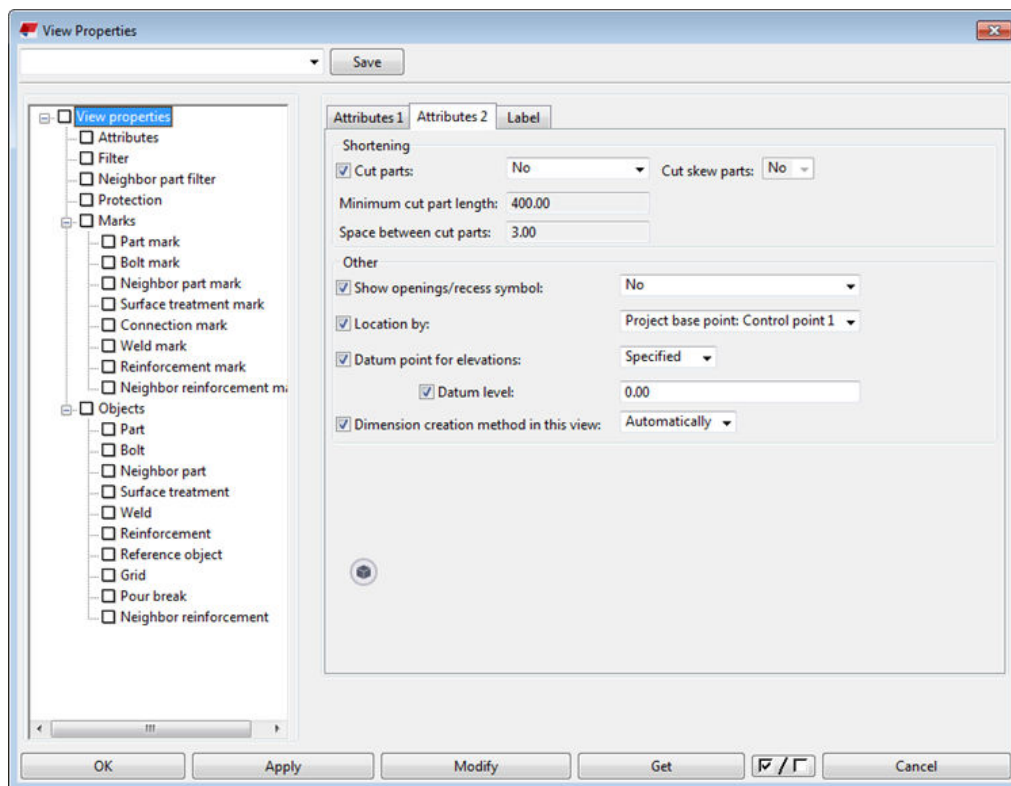 View Properties
Save
View properties
Attributes
Filter
Neighbor part filter
Protection
Marks
Part mark
Bolt mark
Neighbor part mark
Surface treatment mark
Connection mark
Weld mark
Reinforcement mark
Neighbor reinforcement ma
Objects
Part
Bolt
Neighbor part
Surface treatment
Weld
Reinforcement
Reference object
Grid
Pour break
Neighbor reinforcement
Attributes 1 Attributes 2 Label
Shortening
Cut parts: No Cut skew parts: No
Minimum cut part length: 400.00
Space between cut parts: 3.00
Other
Show openings/recess symbol: No
Location by: Project base point: Control point 1
Datum point for elevations: Specified
Datum level: 0.00
Dimension creation method in this view: Automatically
OK Apply Modify Get / Cancel